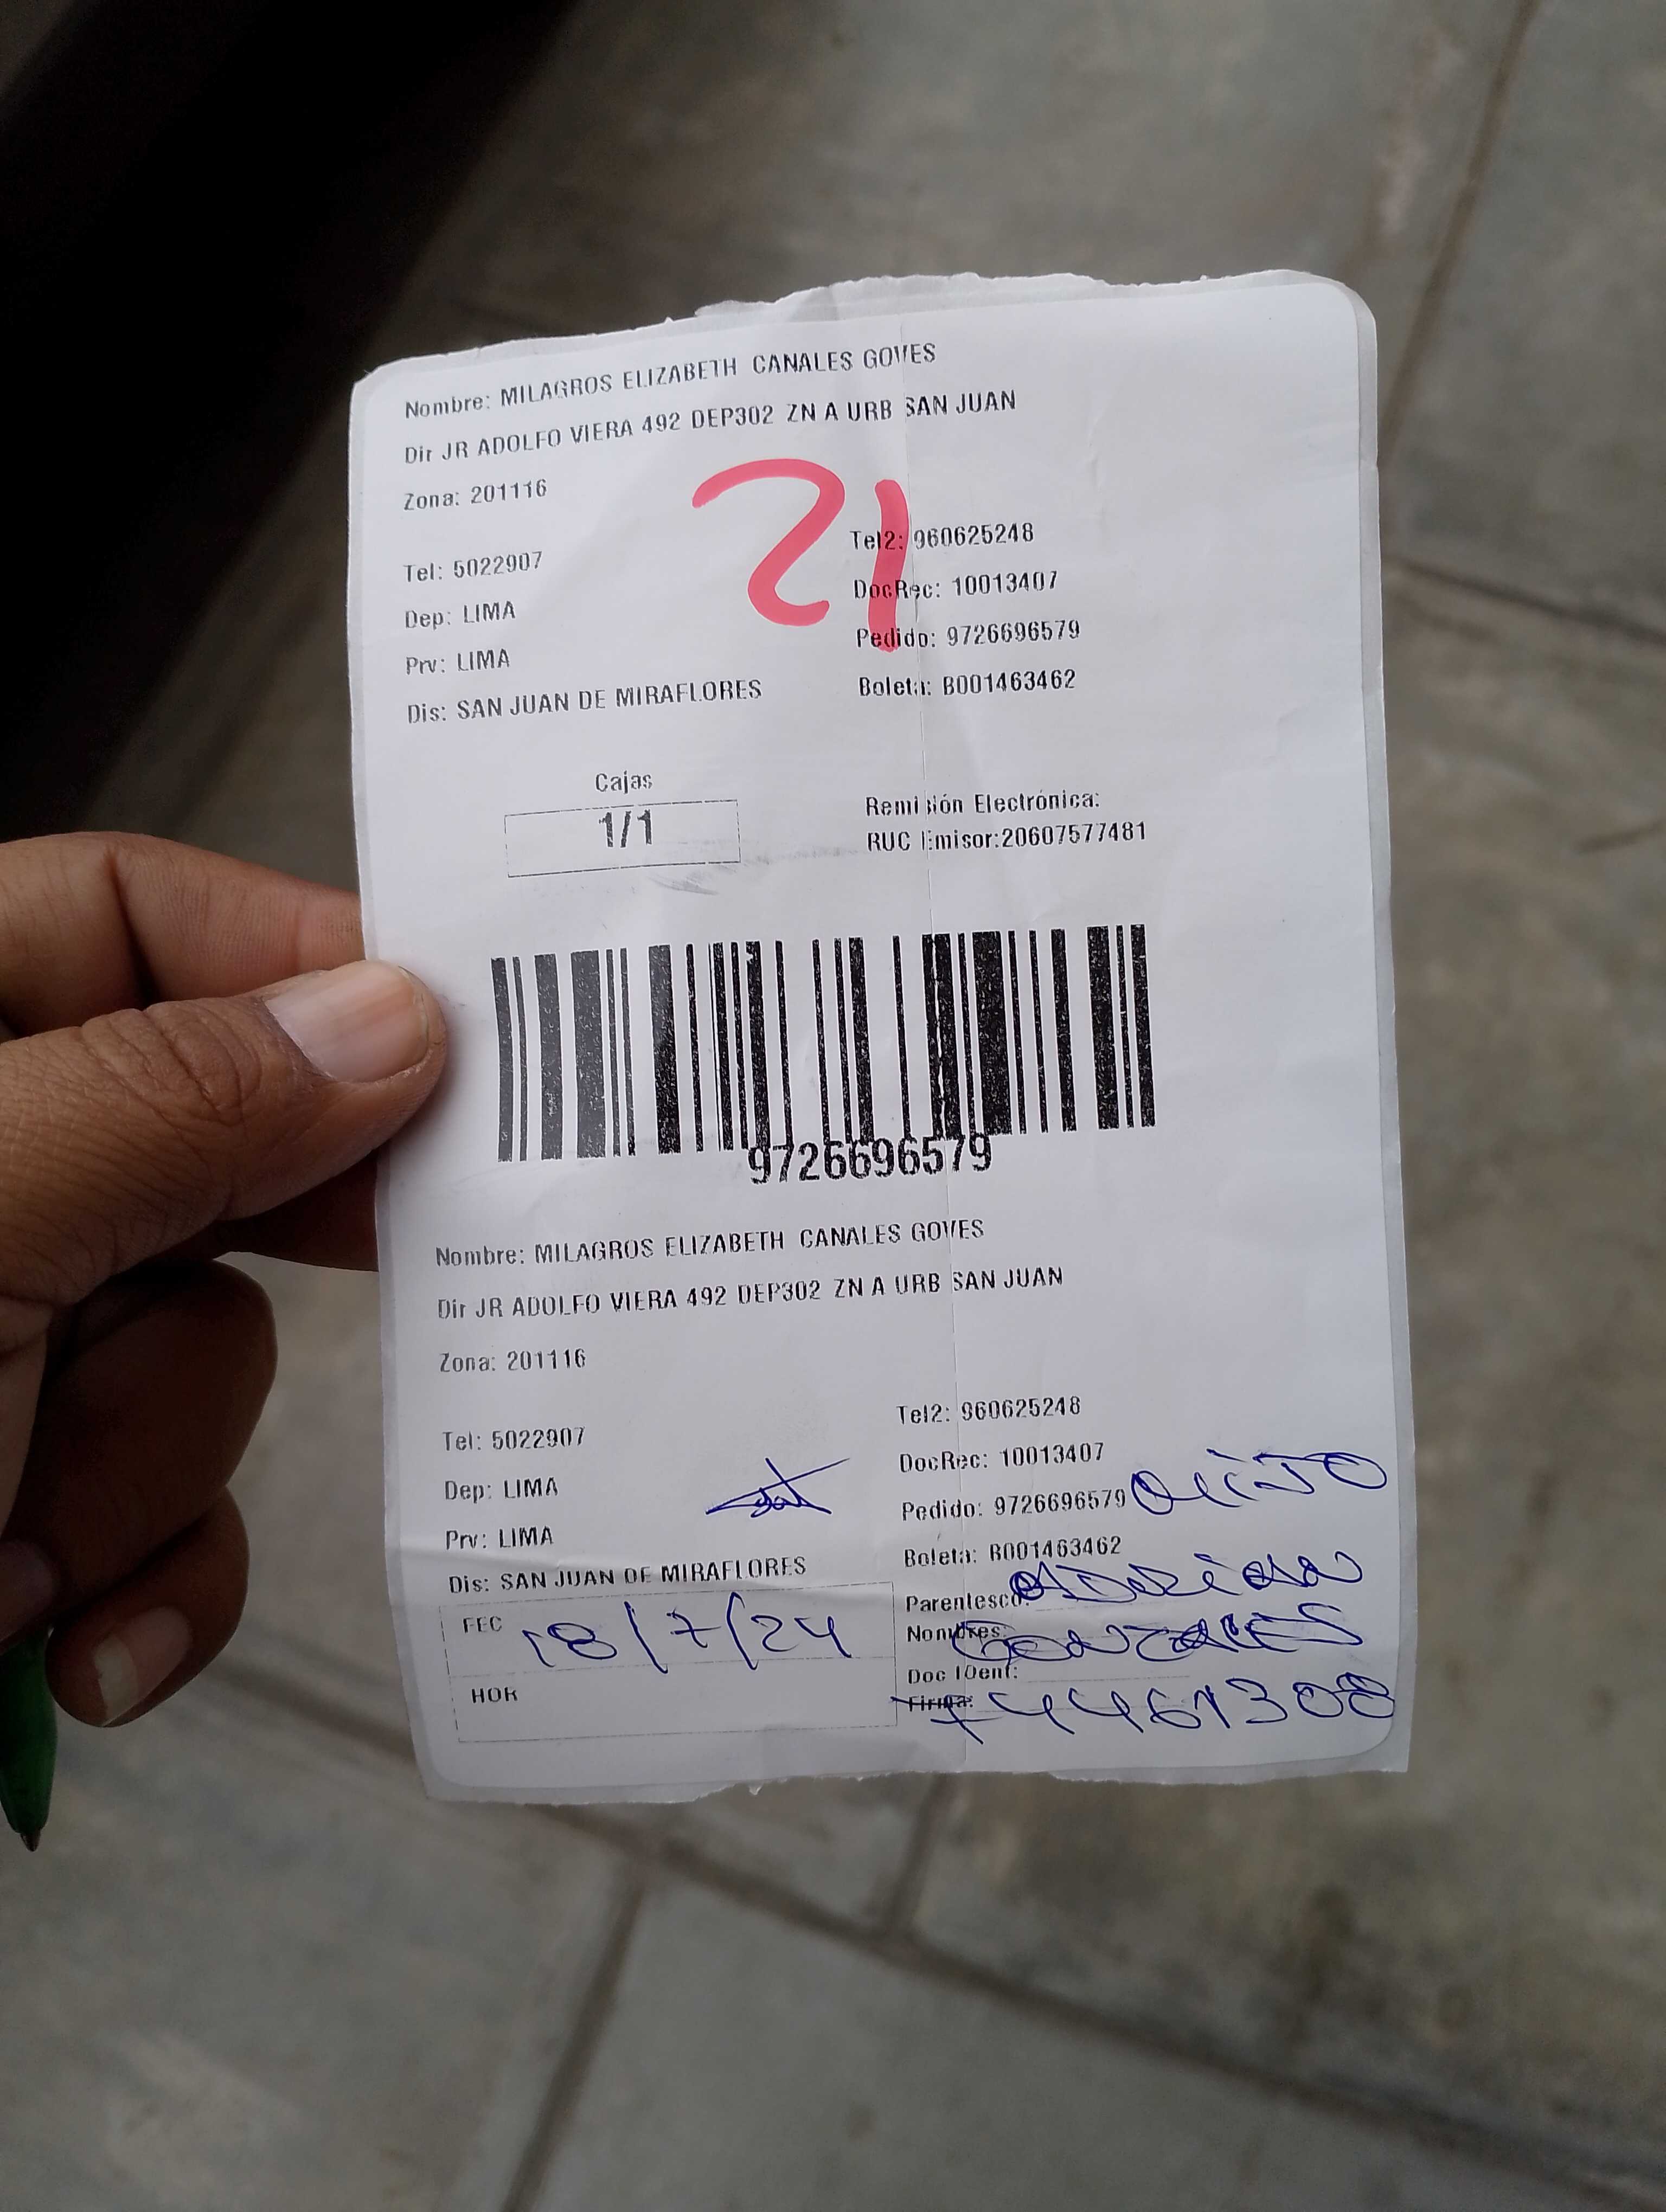 Nombre: MILAGROS ELIZABETH CANALES GOVES
Dir JR ADOLFO VIERA 492 DEP302 ZN A URB SAN JUAN
Zona: 201116
21
Tel: 5022907
Tel2: 960625248
Dep: LIMA
DocRec: 10013407
Prv: LIMA
Pedido: 9726696579
Dis: SAN JUAN DE MIRAFLORES
Boleta: B001463462
Cajas
1/1
Remisión Electrónica:
RUC Emisor:20607577481
9726696579
Nombre: MILAGROS ELIZABETH CANALES GOVES
Dir JR ADOLFO VIERA 492 DEP302 ZN A URB SAN JUAN
Zona: 201116
Tel: 5022907
Tel2: 960625248
Dep: LIMA
DocRec: 10013407
Prv: LIMA
Pedido: 9726696579
Dis: SAN JUAN DE MIRAFLORES
Boleta: B001463462
Parentesco: ADRIAN
FEC 18/7/24
Nombres: GONZALES
Doc IDent:
HOR
Firma: 74461308